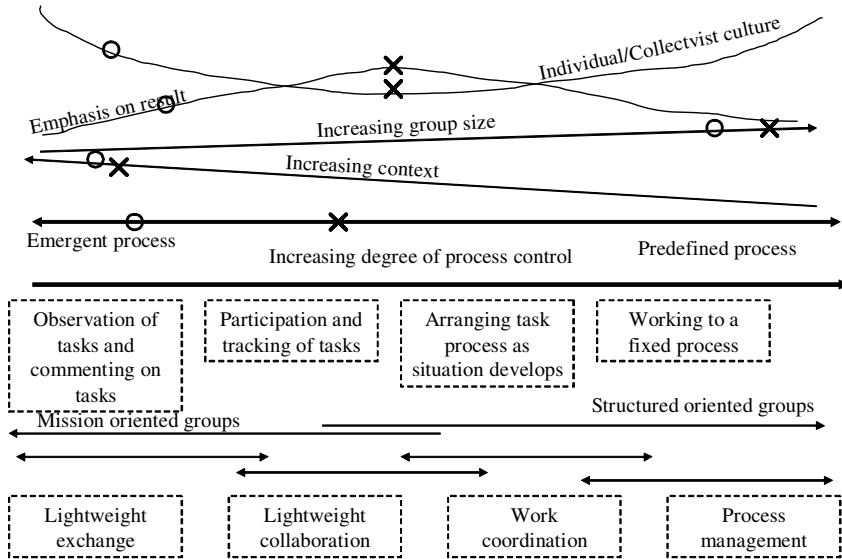 Individual/Collectvist culture
Emphasis on result
Increasing group size
Increasing context
Emergent process
Increasing degree of process control
Predefined process
Observation of
tasks and
commenting on
tasks
Participation and
tracking of tasks
Arranging task
process as
situation develops
Working to a
fixed process
Structured oriented groups
Mission oriented groups
Lightweight
exchange
Lightweight
collaboration
Work
coordination
Process
management